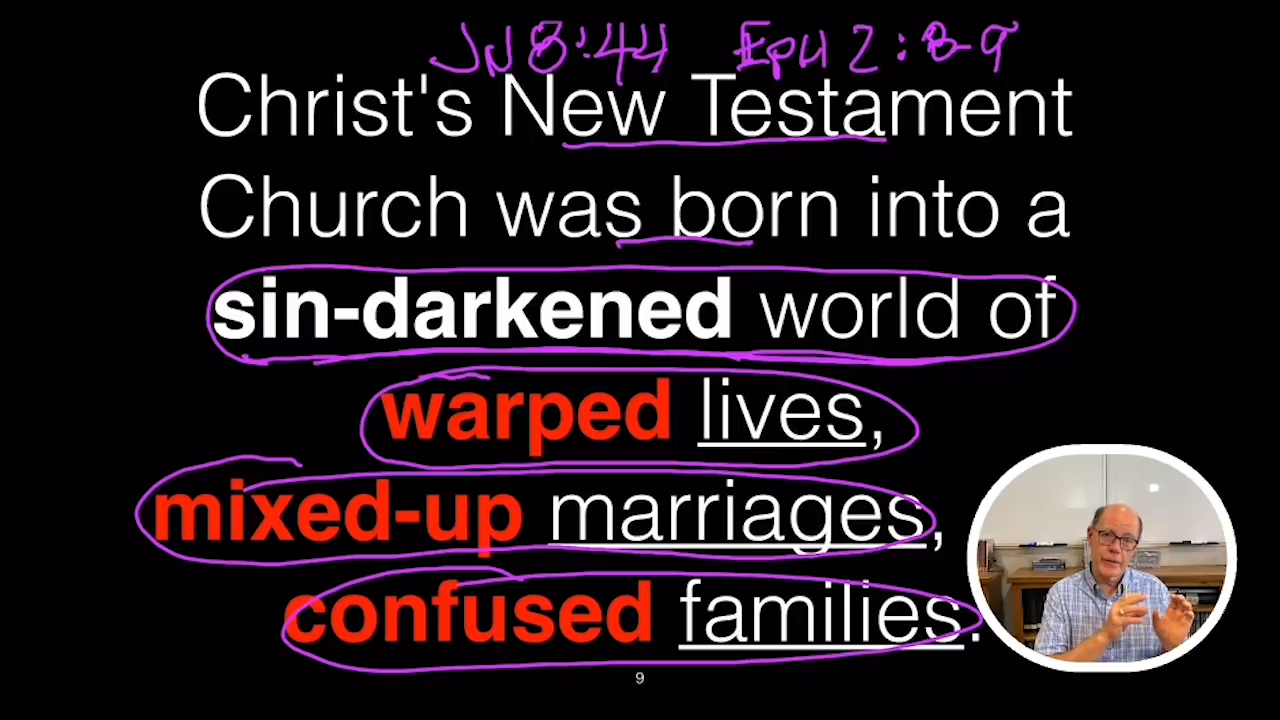 JN 8:44 Eph 2:8-9
Christ's New Testament
Church was born into a
sin-darkened world of
warped lives,
mixed-up marriages,
confused families.
9